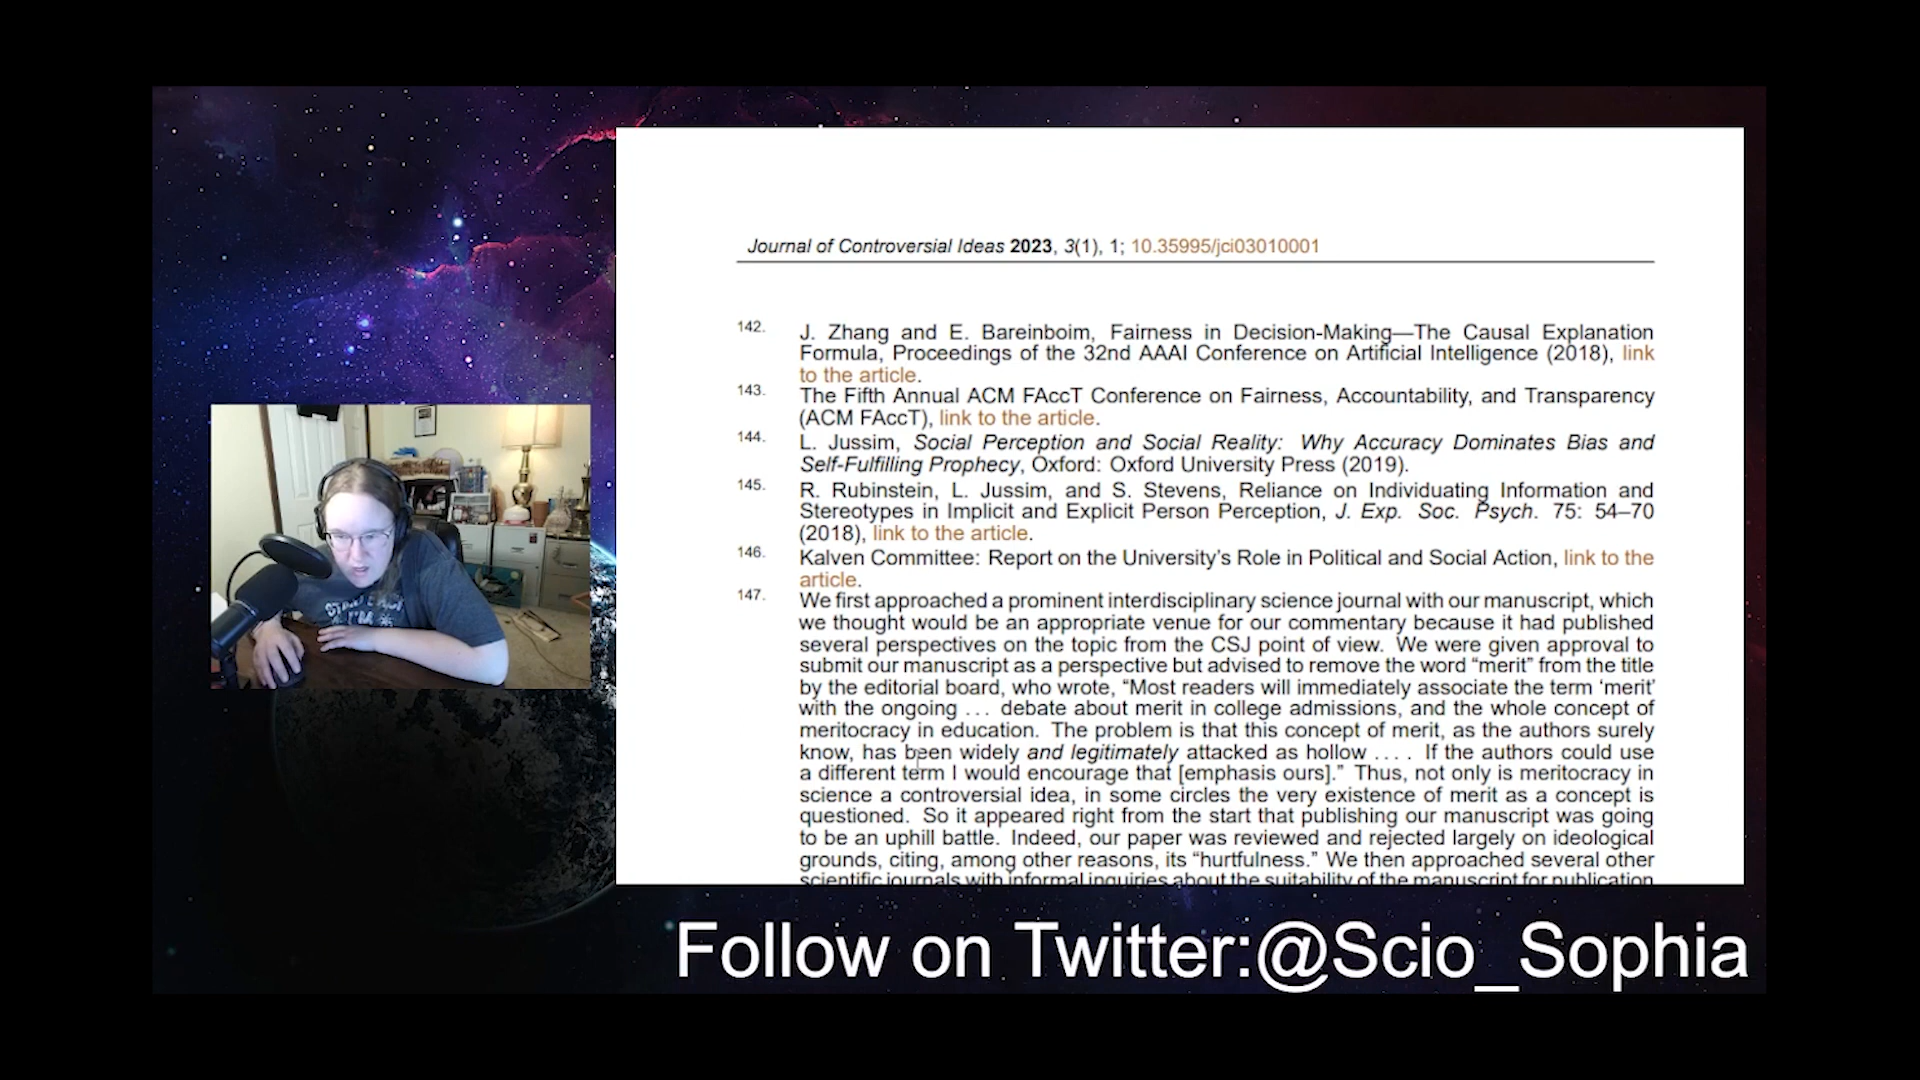 Journal of Controversial Ideas 2023, 3(1), 1; 10.35995/jci03010001
142. J. Zhang and E. Bareinboim, Fairness in Decision-Making—The Causal Explanation
Formula, Proceedings of the 32nd AAAI Conference on Artificial Intelligence (2018), link
to the article.
143. The Fifth Annual ACM FAccT Conference on Fairness, Accountability, and Transparency
(ACM FAccT), link to the article.
144. L. Jussim, Social Perception and Social Reality: Why Accuracy Dominates Bias and
Self-Fulfilling Prophecy, Oxford: Oxford University Press (2019).
145. R. Rubinstein, L. Jussim, and S. Stevens, Reliance on Individuating Information and
Stereotypes in Implicit and Explicit Person Perception, J. Exp. Soc. Psych. 75: 54–70
(2018), link to the article.
146. Kalven Committee: Report on the University's Role in Political and Social Action, link to the
article.
147. We first approached a prominent interdisciplinary science journal with our manuscript, which
we thought would be an appropriate venue for our commentary because it had published
several perspectives on the topic from the CSJ point of view. We were given approval to
submit our manuscript as a perspective but advised to remove the word “merit” from the title
by the editorial board, who wrote, “Most readers will immediately associate the term ‘merit’
with the ongoing ... debate about merit in college admissions, and the whole concept of
meritocracy in education. The problem is that this concept of merit, as the authors surely
know, has been widely and legitimately attacked as hollow .... If the authors could use
a different term I would encourage that [emphasis ours].” Thus, not only is meritocracy in
science a controversial idea, in some circles the very existence of merit as a concept is
questioned. So it appeared right from the start that publishing our manuscript was going
to be an uphill battle. Indeed, our paper was reviewed and rejected largely on ideological
grounds, citing, among other reasons, its “hurtfulness.” We then approached several other
scientific journals with informal inquiries about the suitability of the manuscript for publication
Follow on Twitter:@Scio_Sophia